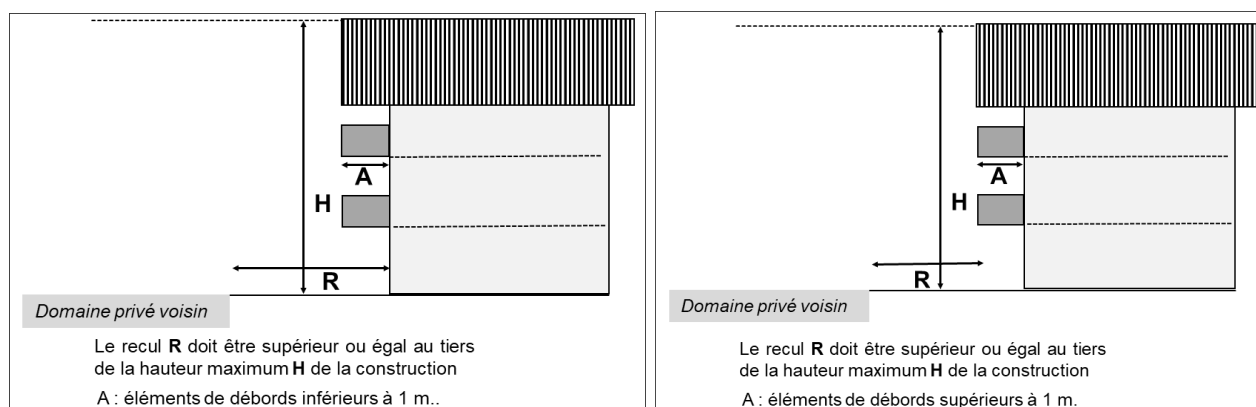 A
H
R
Domaine privé voisin
Le recul R doit être supérieur ou égal au tiers
de la hauteur maximum H de la construction
A : éléments de débords inférieurs à 1 m..
A
H
R
Domaine privé voisin
Le recul R doit être supérieur ou égal au tiers
de la hauteur maximum H de la construction
A : éléments de débords supérieurs à 1 m.